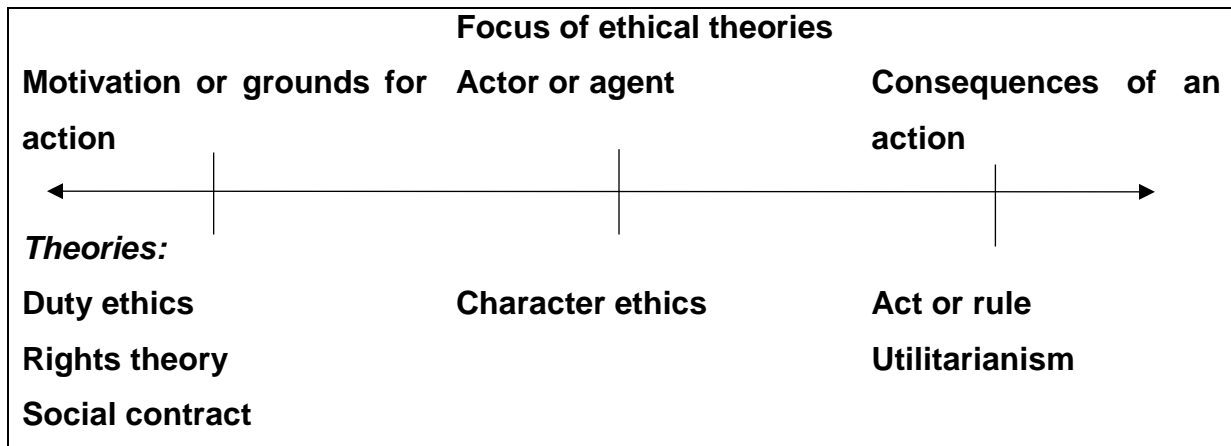 Focus of ethical theories
Motivation or grounds for action
Actor or agent
Consequences of an action
Theories:
Duty ethics
Rights theory
Social contract
Character ethics
Act or rule
Utilitarianism